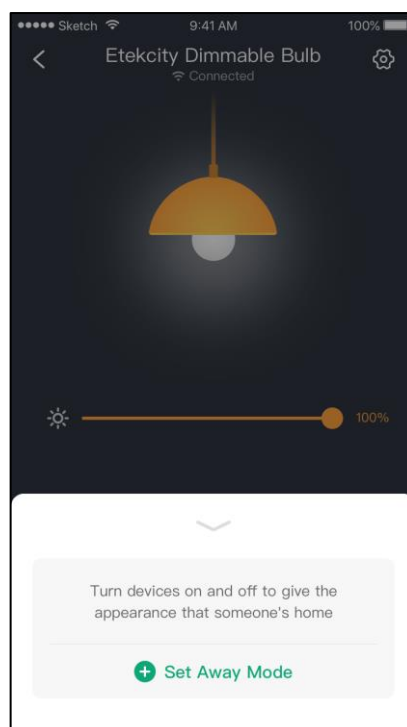 Sketch 9:41 AM 100%
Etekcity Dimmable Bulb
Connected
100%
Turn devices on and off to give the
appearance that someone's home
Set Away Mode